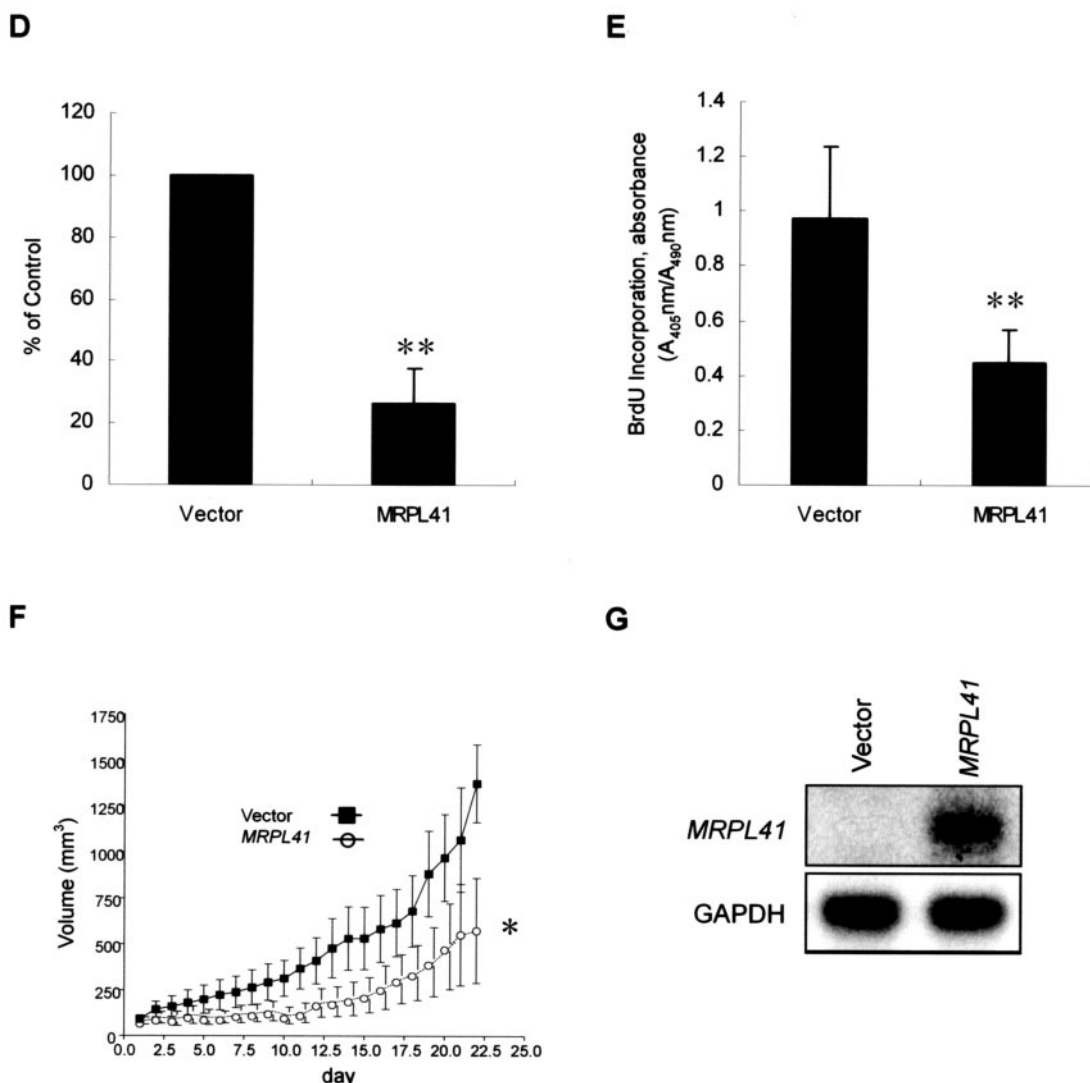 D
120
100
80
60
40
20
0
% of Control
**
Vector MRPL41
E
1.4
1.2
1
0.8
0.6
0.4
0.2
0
BrdU Incorporation, absorbance
(A405nm/A490nm)
**
Vector MRPL41
F
1750
1500
1250
1000
750
500
250
0
Volume (mm³)
Vector
MRPL41
*
0.0 2.5 5.0 7.5 10.0 12.5 15.0 17.5 20.0 22.5 25.0
day
G
Vector
MRPL41
MRPL41
GAPDH